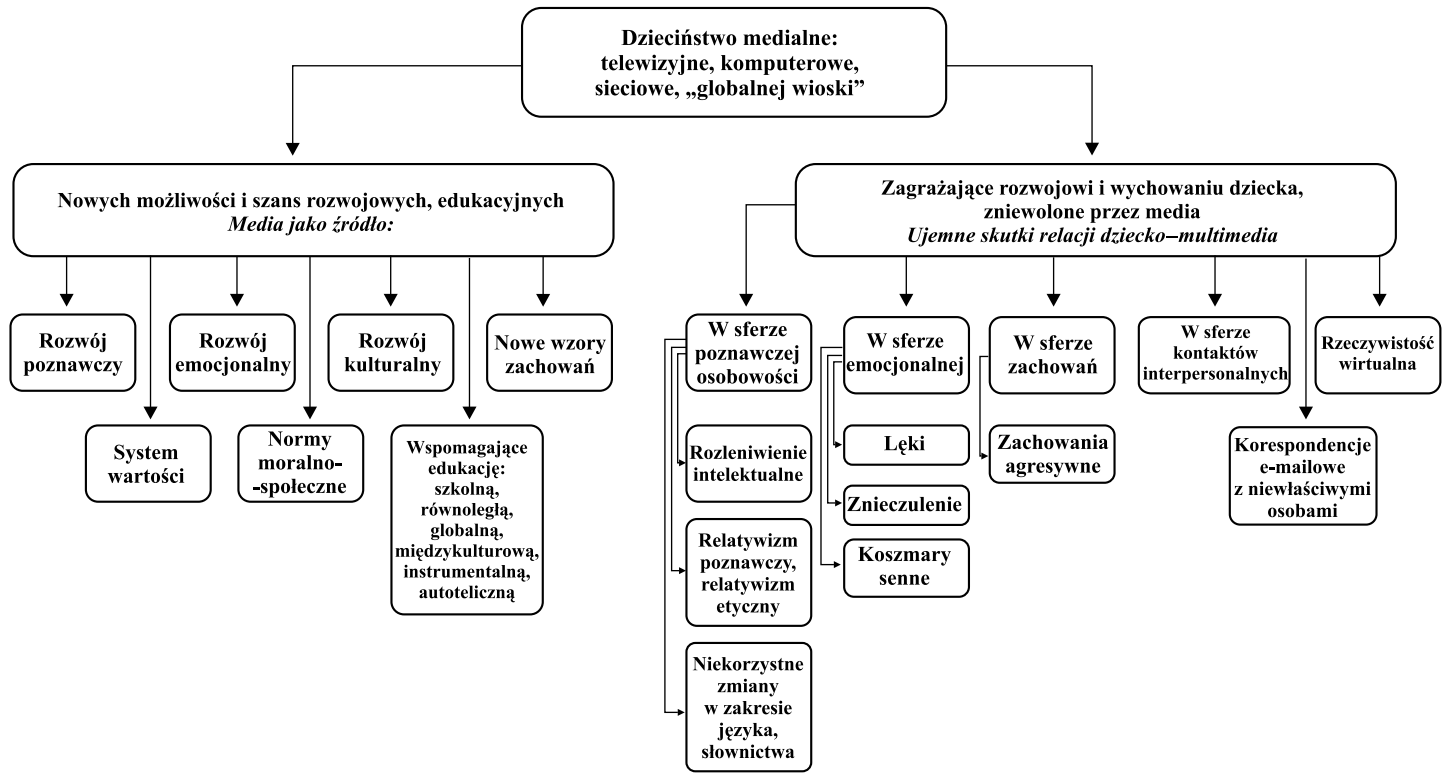 Dzieciństwo medialne:
telewizyjne, komputerowe,
sieciowe, „globalnej wioski”
Nowych możliwości i szans rozwojowych, edukacyjnych
Media jako źródło:
Rozwój
poznawczy
Rozwój
emocjonalny
Rozwój
kulturalny
Nowe wzory
zachowań
System
wartości
Normy
moralno-
-społeczne
Wspomagające
edukację:
szkolną,
równoległą,
globalną,
międzykulturową,
instrumentalną,
autoteliczną
Zagrażające rozwojowi i wychowaniu dziecka,
zniewolone przez media
Ujemne skutki relacji dziecko–multimedia
W sferze
poznawczej
osobowości
W sferze
emocjonalnej
W sferze
zachowań
W sferze
kontaktów
interpersonalnych
Rzeczywistość
wirtualna
Rozleniwienie
intelektualne
Relatywizm
poznawczy,
relatywizm
etyczny
Niekorzystne
zmiany
w zakresie
języka,
słownictwa
Lęki
Znieczulenie
Koszmary
senne
Zachowania
agresywne
Korespondencje
e-mailowe
z niewłaściwymi
osobami